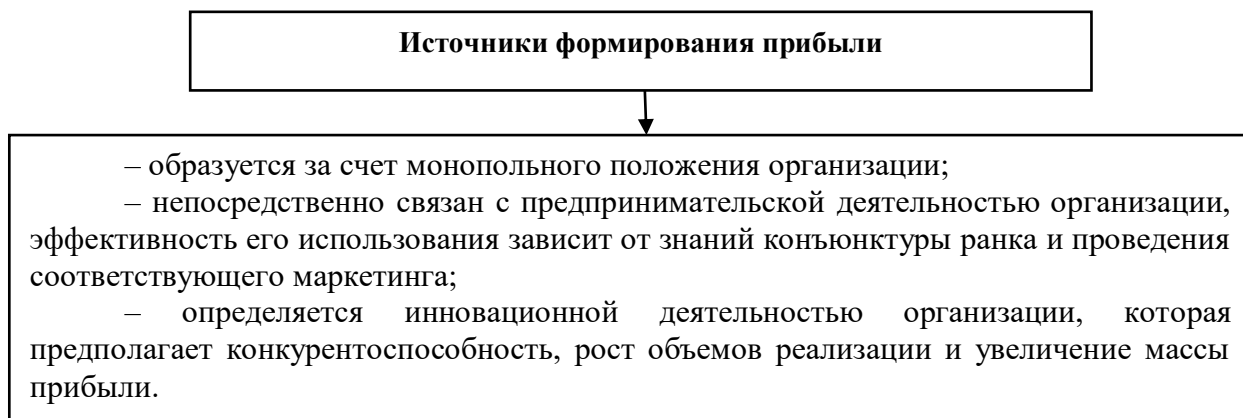 Источники формирования прибыли
– образуется за счет монопольного положения организации;
– непосредственно связан с предпринимательской деятельностью организации,
эффективность его использования зависит от знаний конъюнктуры ранка и проведения
соответствующего маркетинга;
– определяется инновационной деятельностью организации, которая
предполагает конкурентоспособность, рост объемов реализации и увеличение массы
прибыли.